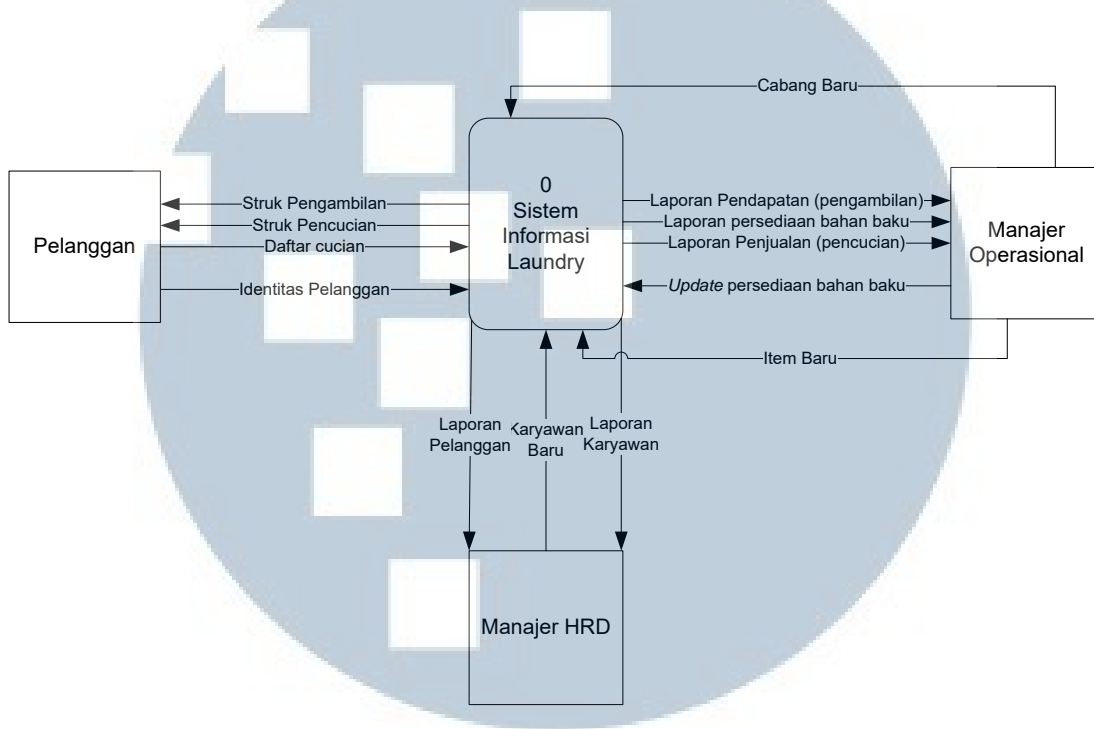 Cabang Baru
0
Sistem
Informasi
Laundry
Pelanggan
Struk Pengambilan
Struk Pencucian
Daftar cucian
Identitas Pelanggan
Laporan Pendapatan (pengambilan)
Laporan persediaan bahan baku
Laporan Penjualan (pencucian)
Update persediaan bahan baku
Manajer
Operasional
Item Baru
Laporan
Pelanggan
Karyawan
Baru
Laporan
Karyawan
Manajer HRD